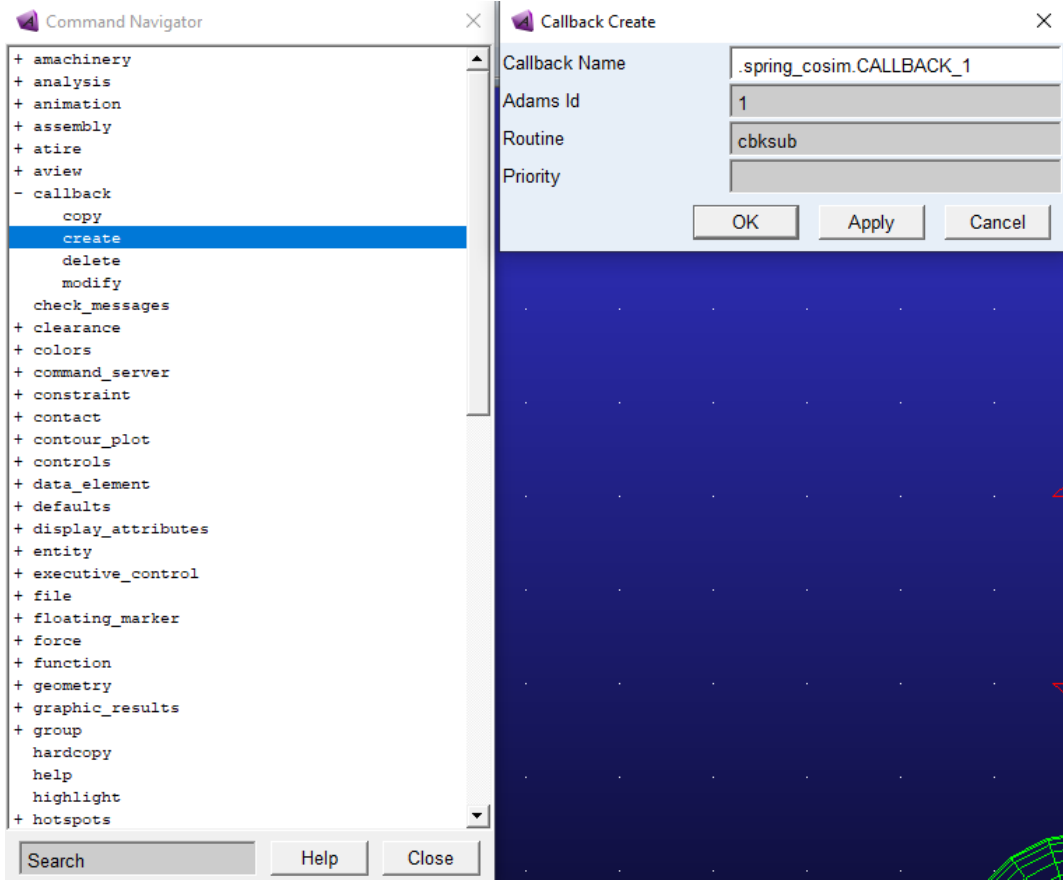 Command Navigator
+ amachinery
+ analysis
+ animation
+ assembly
+ atire
+ aview
- callback
copy
create
delete
modify
check_messages
+ clearance
+ colors
+ command_server
+ constraint
+ contact
+ contour_plot
+ controls
+ data_element
+ defaults
+ display_attributes
+ entity
+ executive_control
+ file
+ floating_marker
+ force
+ function
+ geometry
+ graphic_results
+ group
hardcopy
help
highlight
+ hotspots
Search
Help
Close
Callback Create
Callback Name .spring_cosim.CALLBACK_1
Adams Id 1
Routine cbksub
Priority
OK Apply Cancel